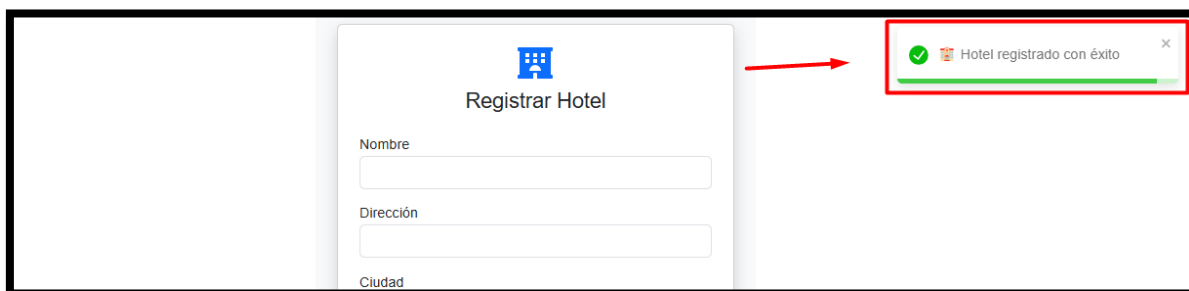 Registrar Hotel
Nombre
Dirección
Ciudad
Hotel registrado con éxito